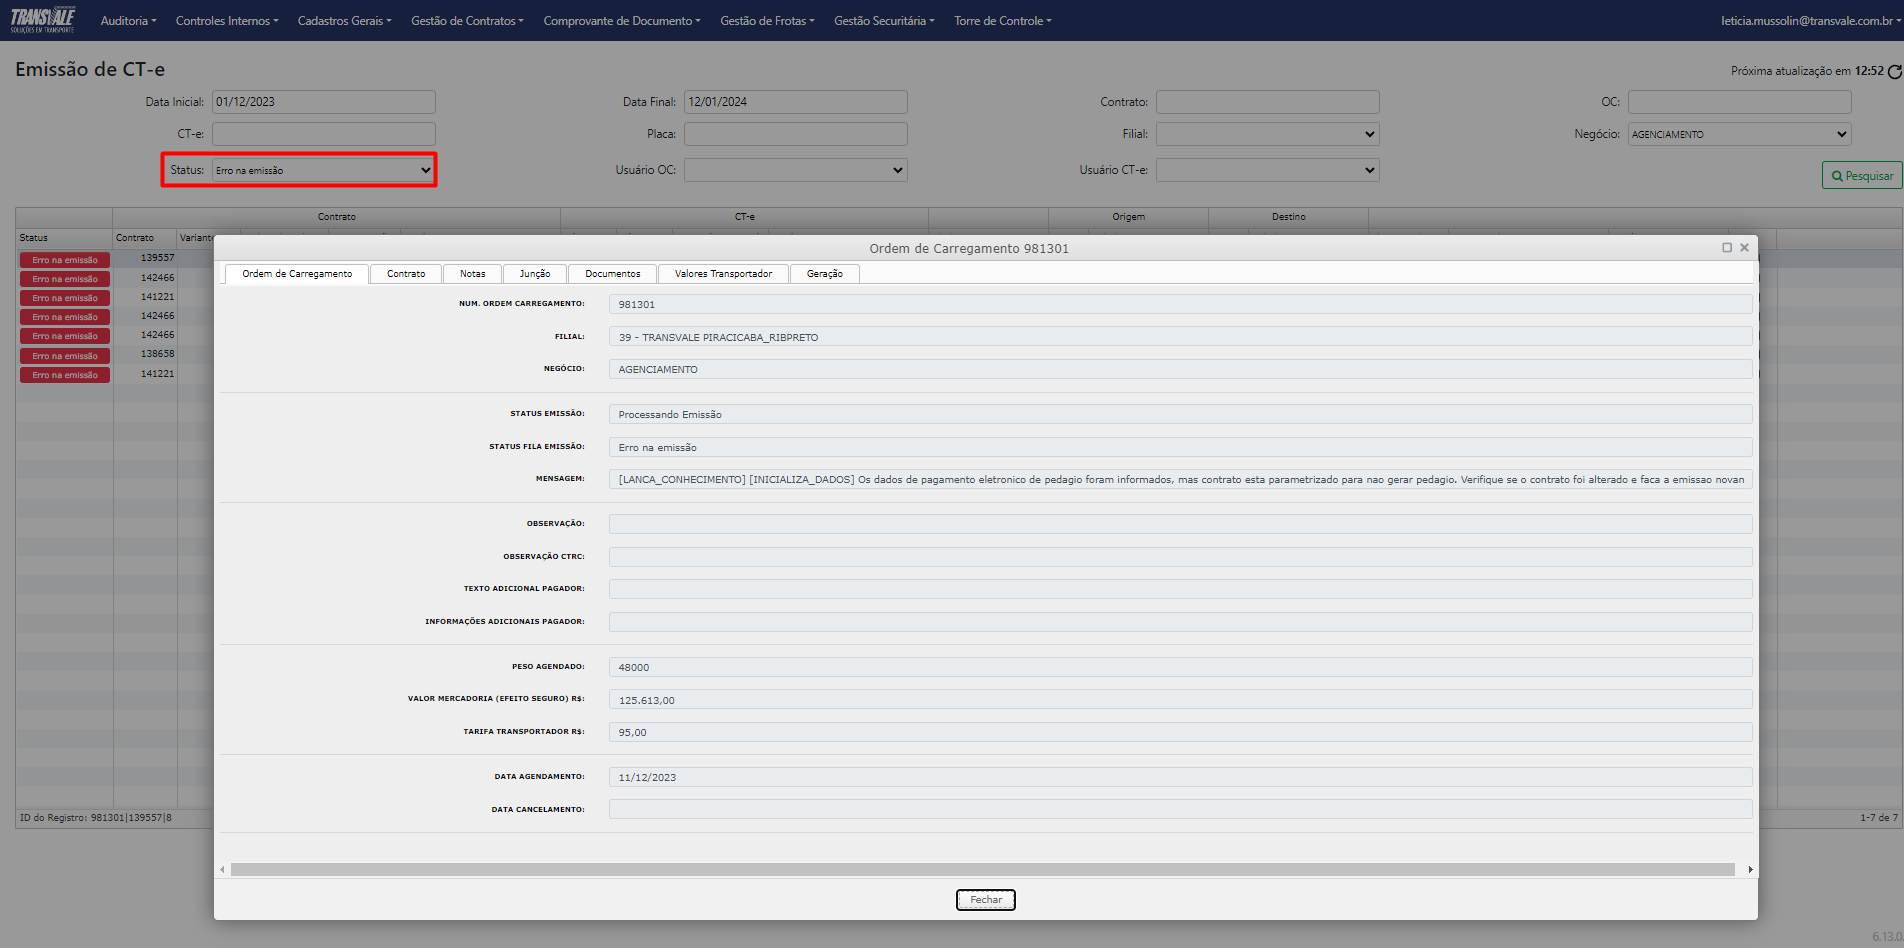 TRANSVALE
SOLUÇÕES EM TRANSPORTE
Auditoria Controles Internos Cadastros Gerais Gestão de Contratos Comprovante de Documento Gestão de Frotas Gestão Securitária Torre de Controle leticia.mussolin@transvale.com.br
Emissão de CT-e
Próxima atualização em 12:52
Data Inicial: 01/12/2023 Data Final: 12/01/2024 Contrato: OC:
CT-e: Placa: Filial: Negócio: AGENCIAMENTO
Status: Erro na emissão Usuário OC: Usuário CT-e:
Pesquisar
Contrato CT-e Origem Destino
Status Contrato Variante
Erro na emissão 139557
Erro na emissão 142466
Erro na emissão 141221
Erro na emissão 142466
Erro na emissão 142466
Erro na emissão 138658
Erro na emissão 141221
ID do Registro: 981301|139557|8
1-7 de 7
Ordem de Carregamento 981301
Ordem de Carregamento Contrato Notas Junção Documentos Valores Transportador Geração
NUM. ORDEM CARREGAMENTO: 981301
FILIAL: 39 - TRANSVALE PIRACICABA_RIBPRETO
NEGÓCIO: AGENCIAMENTO
STATUS EMISSÃO: Processando Emissão
STATUS FILA EMISSÃO: Erro na emissão
MENSAGEM: [LANCA_CONHECIMENTO] [INICIALIZA_DADOS] Os dados de pagamento eletronico de pedagio foram informados, mas contrato esta parametrizado para nao gerar pedagio. Verifique se o contrato foi alterado e faca a emissao novan
OBSERVAÇÃO:
OBSERVAÇÃO CTRC:
TEXTO ADICIONAL PAGADOR:
INFORMAÇÕES ADICIONAIS PAGADOR:
PESO AGENDADO: 48000
VALOR MERCADORIA (EFEITO SEGURO) R$: 125.613,00
TARIFA TRANSPORTADOR R$: 95,00
DATA AGENDAMENTO: 11/12/2023
DATA CANCELAMENTO:
Fechar
6.13.0